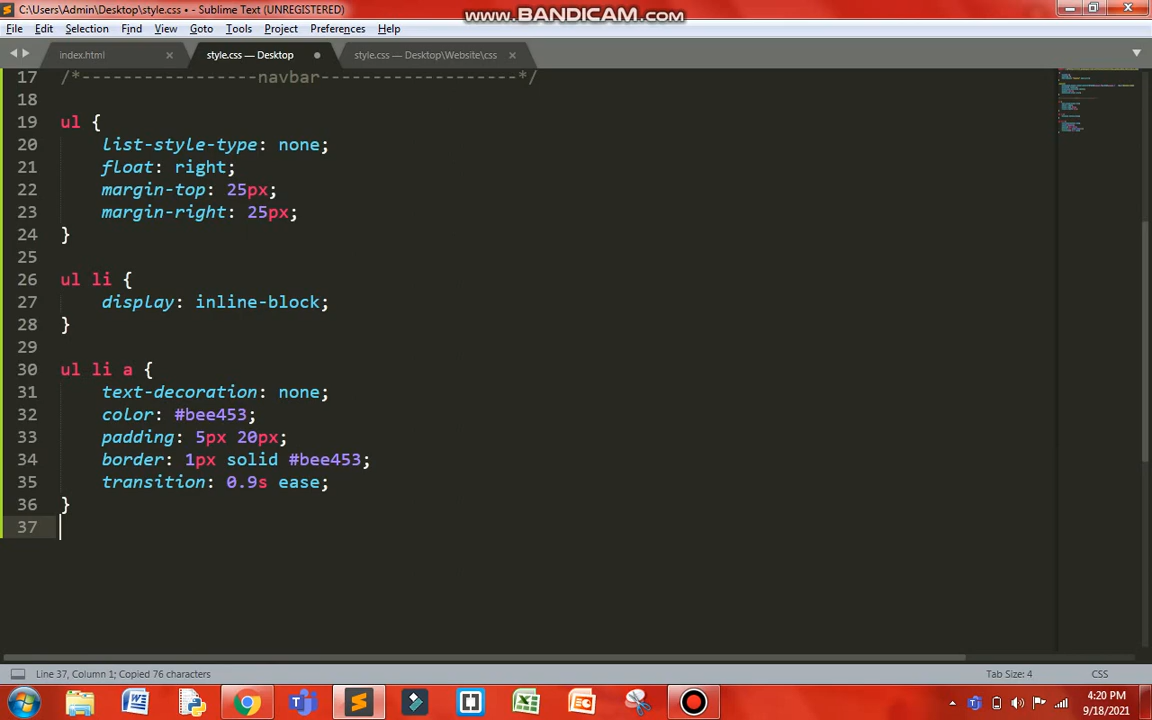 C:\Users\Admin\Desktop\style.css • - Sublime Text (UNREGISTERED)
www.BANDICAM.com
File Edit Selection Find View Goto Tools Project Preferences Help
index.html
style.css — Desktop
style.css — Desktop\Website\css
17 /*-----------------navbar-------------------*/
18
19 ul {
20 list-style-type: none;
21 float: right;
22 margin-top: 25px;
23 margin-right: 25px;
24 }
25
26 ul li {
27 display: inline-block;
28 }
29
30 ul li a {
31 text-decoration: none;
32 color: #bee453;
33 padding: 5px 20px;
34 border: 1px solid #bee453;
35 transition: 0.9s ease;
36 }
37
Line 37, Column 1; Copied 76 characters
Tab Size: 4
CSS
4:20 PM
9/18/2021